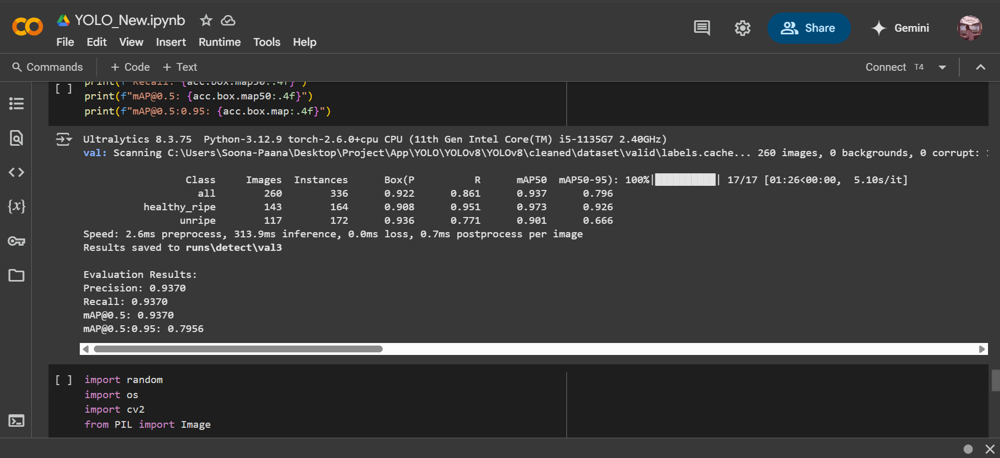 CO YOLO_New.ipynb
File Edit View Insert Runtime Tools Help
Share
Gemini
Commands + Code + Text
Connect T4
[ ] print(f"Recall: {acc.box.map50:.4f}")
print(f"mAP@0.5: {acc.box.map50:.4f}")
print(f"mAP@0.5:0.95: {acc.box.map:.4f}")
Ultralytics 8.3.75 Python-3.12.9 torch-2.6.0+cpu CPU (11th Gen Intel Core(TM) i5-1135G7 2.40GHz)
val: Scanning C:\Users\Soona-Paana\Desktop\Project\App\YOLO\YOLOv8\YOLOv8\cleaned\dataset\valid\labels.cache... 260 images, 0 backgrounds, 0 corrupt:
Class Images Instances Box(P R mAP50 mAP50-95): 100%|██████████| 17/17 [01:26<00:00, 5.10s/it]
all 260 336 0.922 0.861 0.937 0.796
healthy_ripe 143 164 0.908 0.951 0.973 0.926
unripe 117 172 0.936 0.771 0.901 0.666
Speed: 2.6ms preprocess, 313.9ms inference, 0.0ms loss, 0.7ms postprocess per image
Results saved to runs\detect\val3
Evaluation Results:
Precision: 0.9370
Recall: 0.9370
mAP@0.5: 0.9370
mAP@0.5:0.95: 0.7956
[ ] import random
import os
import cv2
from PIL import Image